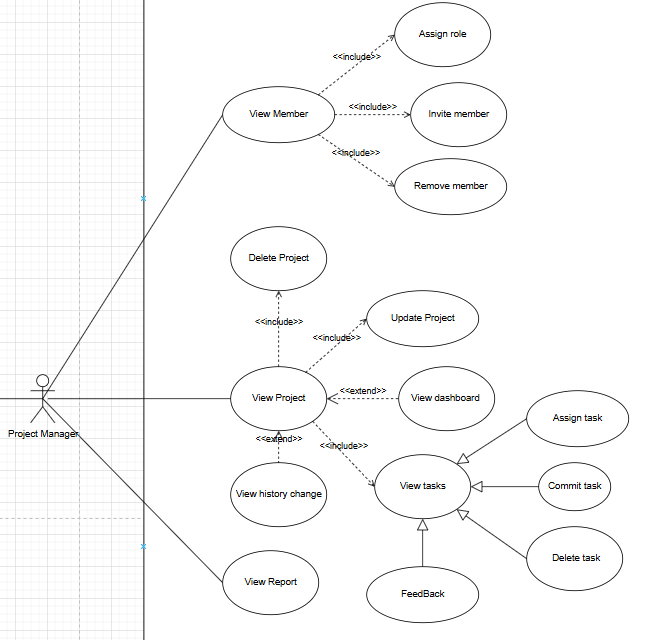 Assign role
<<include>>
View Member
<<include>>
Invite member
<<include>>
Remove member
Delete Project
<<include>>
Update Project
<<include>>
View Project
<<extend>>
View dashboard
Assign task
Project Manager
<<extend>>
<<include>>
View history change
View tasks
Commit task
Delete task
View Report
FeedBack